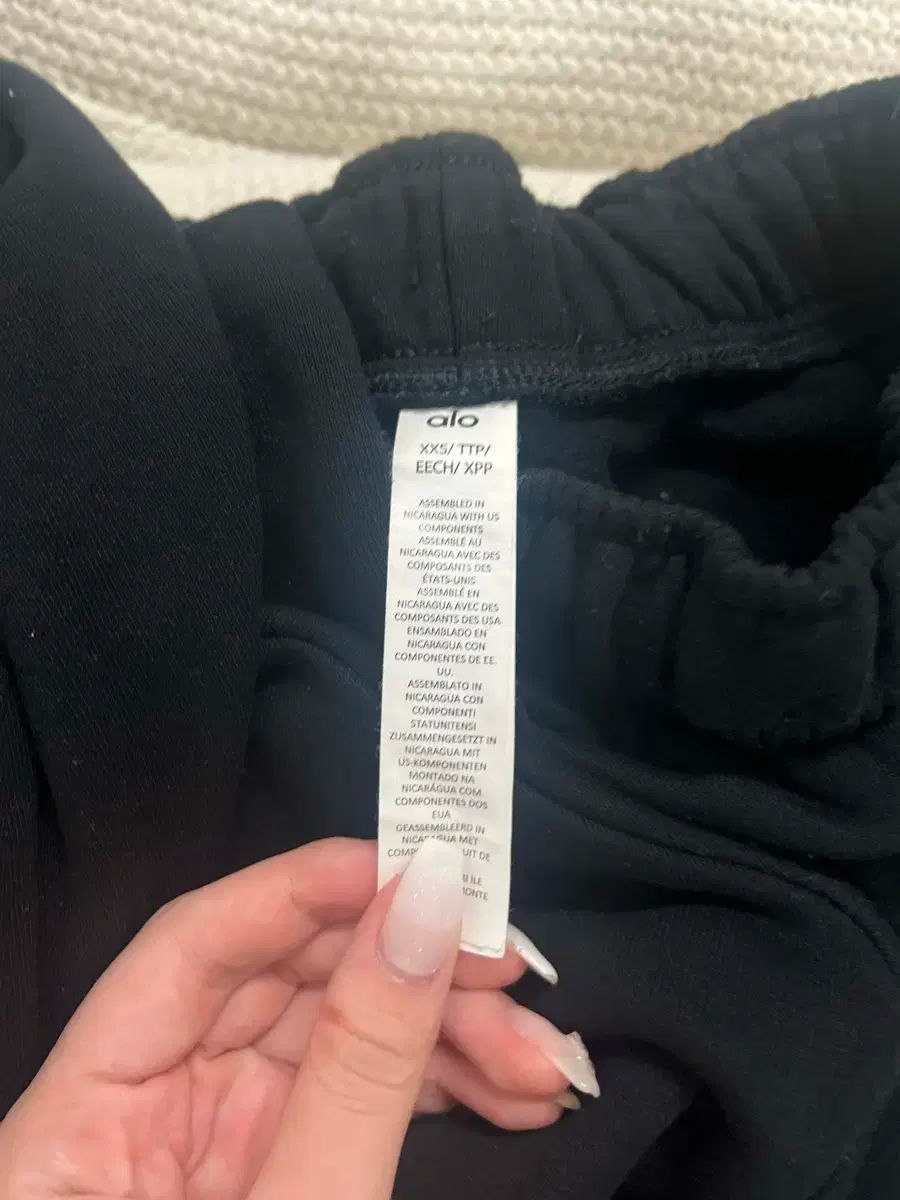 alo
XXS/ TTP/
EECH/ XPP
ASSEMBLED IN
NICARAGUA WITH US
COMPONENTS
ASSEMBLÉ AU
NICARAGUA AVEC DES
COMPOSANTS DES
ÉTATS-UNIS
ASSEMBLÉ EN
NICARAGUA AVEC DES
COMPOSANTS DES USA
ENSAMBLADO EN
NICARAGUA CON
COMPONENTES DE EE.
UU.
ASSEMBLATO IN
NICARAGUA CON
COMPONENTI
STATUNITENSI
ZUSAMMENGESETZT IN
NICARAGUA MIT
US-KOMPONENTEN
MONTADO NA
NICARÁGUA COM
COMPONENTES DOS
EUA
GEASSEMBLEERD IN
MET
UIT DE